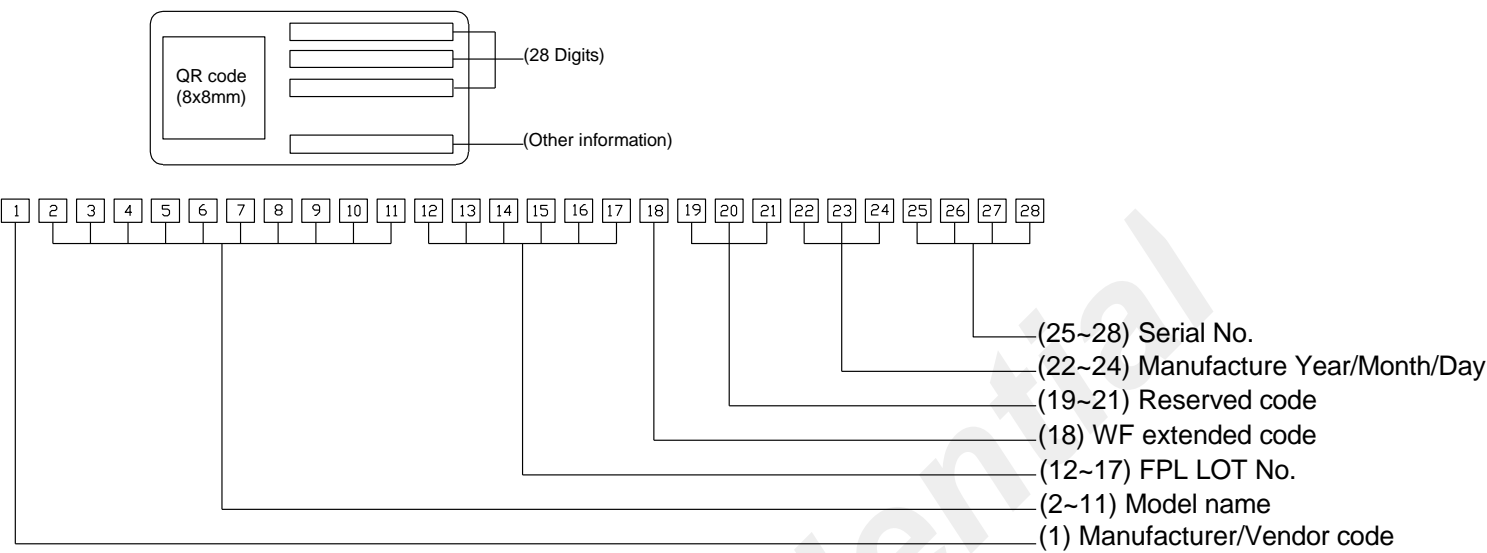 QR code
(8x8mm)
(28 Digits)
(Other information)
1 2 3 4 5 6 7 8 9 10 11 12 13 14 15 16 17 18 19 20 21 22 23 24 25 26 27 28
(25~28) Serial No.
(22~24) Manufacture Year/Month/Day
(19~21) Reserved code
(18) WF extended code
(12~17) FPL LOT No.
(2~11) Model name
(1) Manufacturer/Vendor code
ential